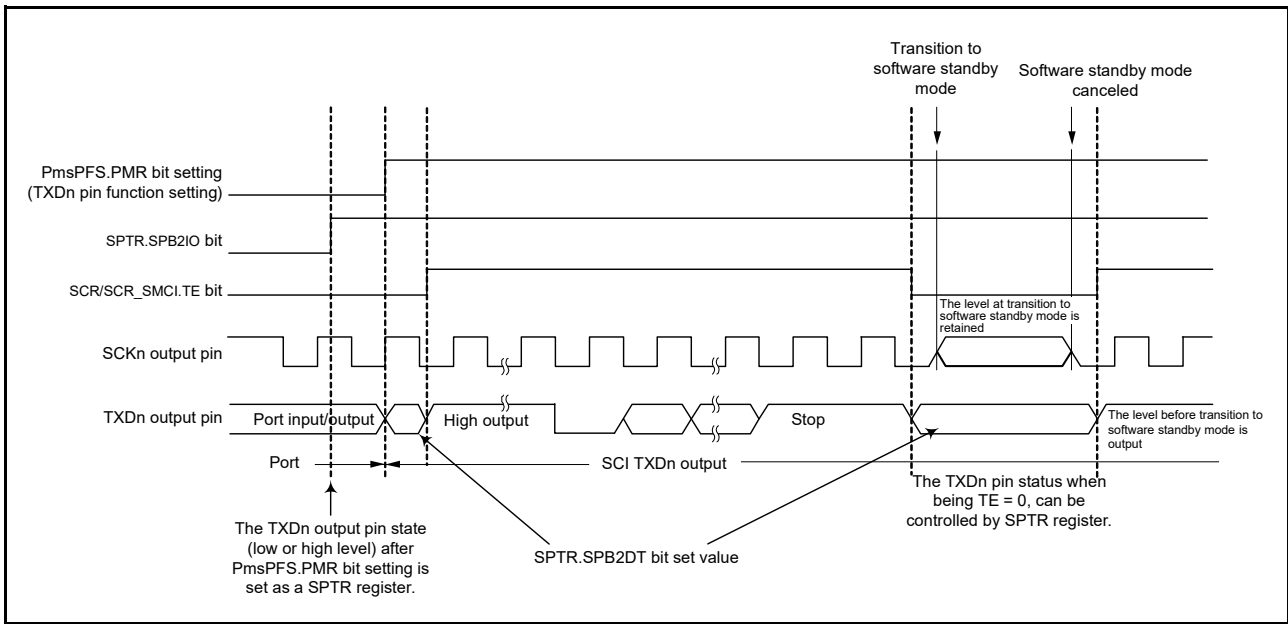 Transition to
software standby
mode
Software standby mode
canceled
PmsPFS.PMR bit setting
(TXDn pin function setting)
SPTR.SPB2IO bit
SCR/SCR_SMCI.TE bit
The level at transition to
software standby mode is
retained
SCKn output pin
TXDn output pin
Port input/output
High output
Stop
The level before transition to
software standby mode is
output
Port
SCI TXDn output
The TXDn pin status when
being TE = 0, can be
controlled by SPTR register.
The TXDn output pin state
(low or high level) after
PmsPFS.PMR bit setting is
set as a SPTR register.
SPTR.SPB2DT bit set value